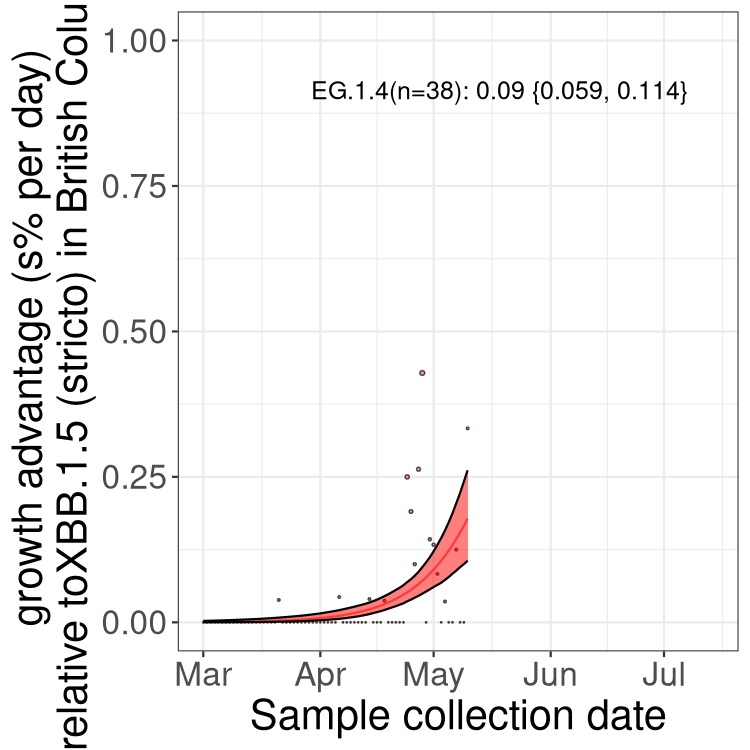 growth advantage (s% per day)
relative toXBB.1.5 (stricto) in British Colu
1.00
0.75
0.50
0.25
0.00
EG.1.4(n=38): 0.09 {0.059, 0.114}
Mar Apr May Jun Jul
Sample collection date